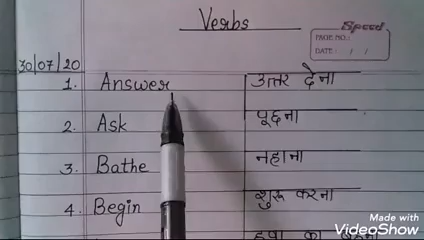 Verbs
Speed
PAGE NO.:
DATE: / /
30/07/20
1. Answer उत्तर देना
2. Ask पूछना
3. Bathe नहाना
4. Begin शुरू करना
Made with
VideoShow